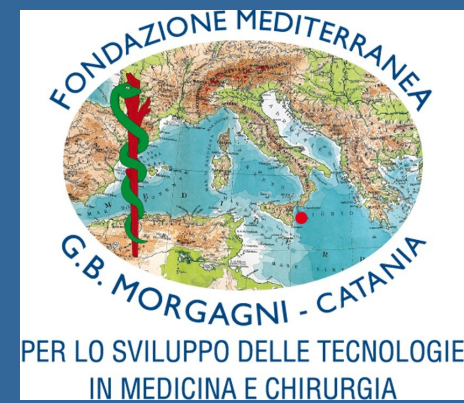 FONDAZIONE MEDITERRANEA
G.B. MORGAGNI - CATANIA
PER LO SVILUPPO DELLE TECNOLOGIE
IN MEDICINA E CHIRURGIA